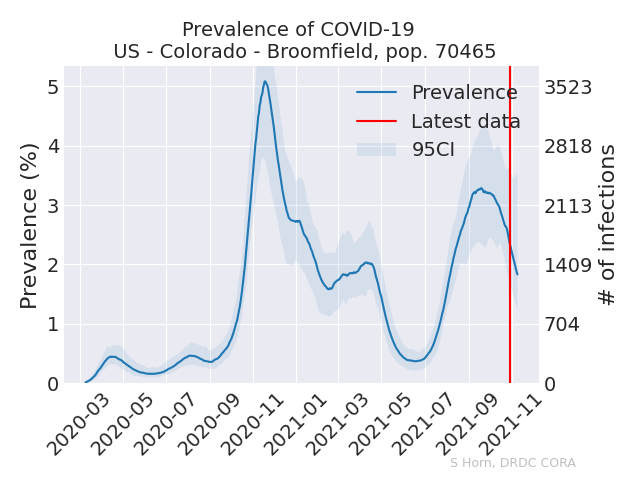 Prevalence of COVID-19
US - Colorado - Broomfield, pop. 70465
Prevalence
Latest data
95CI
Prevalence (%)
5
4
3
2
1
0
3523
2818
2113
1409
704
0
# of infections
2020-03
2020-05
2020-07
2020-09
2020-11
2021-01
2021-03
2021-05
2021-07
2021-09
2021-11
S Horn, DRDC CORA